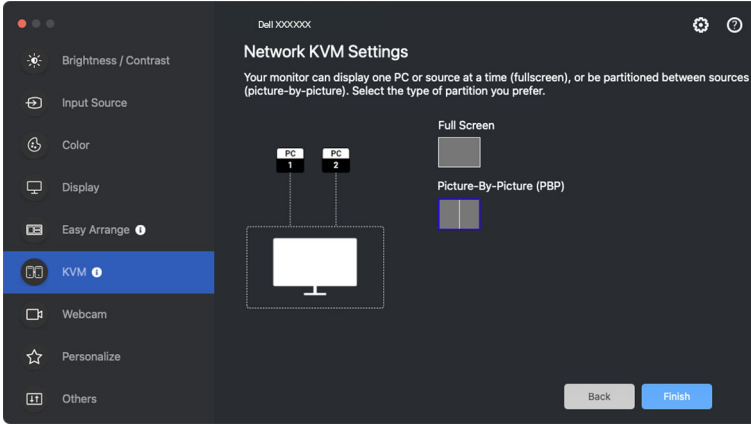 Dell XXXXXX
Network KVM Settings
Your monitor can display one PC or source at a time (fullscreen), or be partitioned between sources
(picture-by-picture). Select the type of partition you prefer.
Brightness / Contrast
Input Source
Color
Display
Easy Arrange
KVM
Webcam
Personalize
Others
PC
1
PC
2
Full Screen
Picture-By-Picture (PBP)
Back
Finish